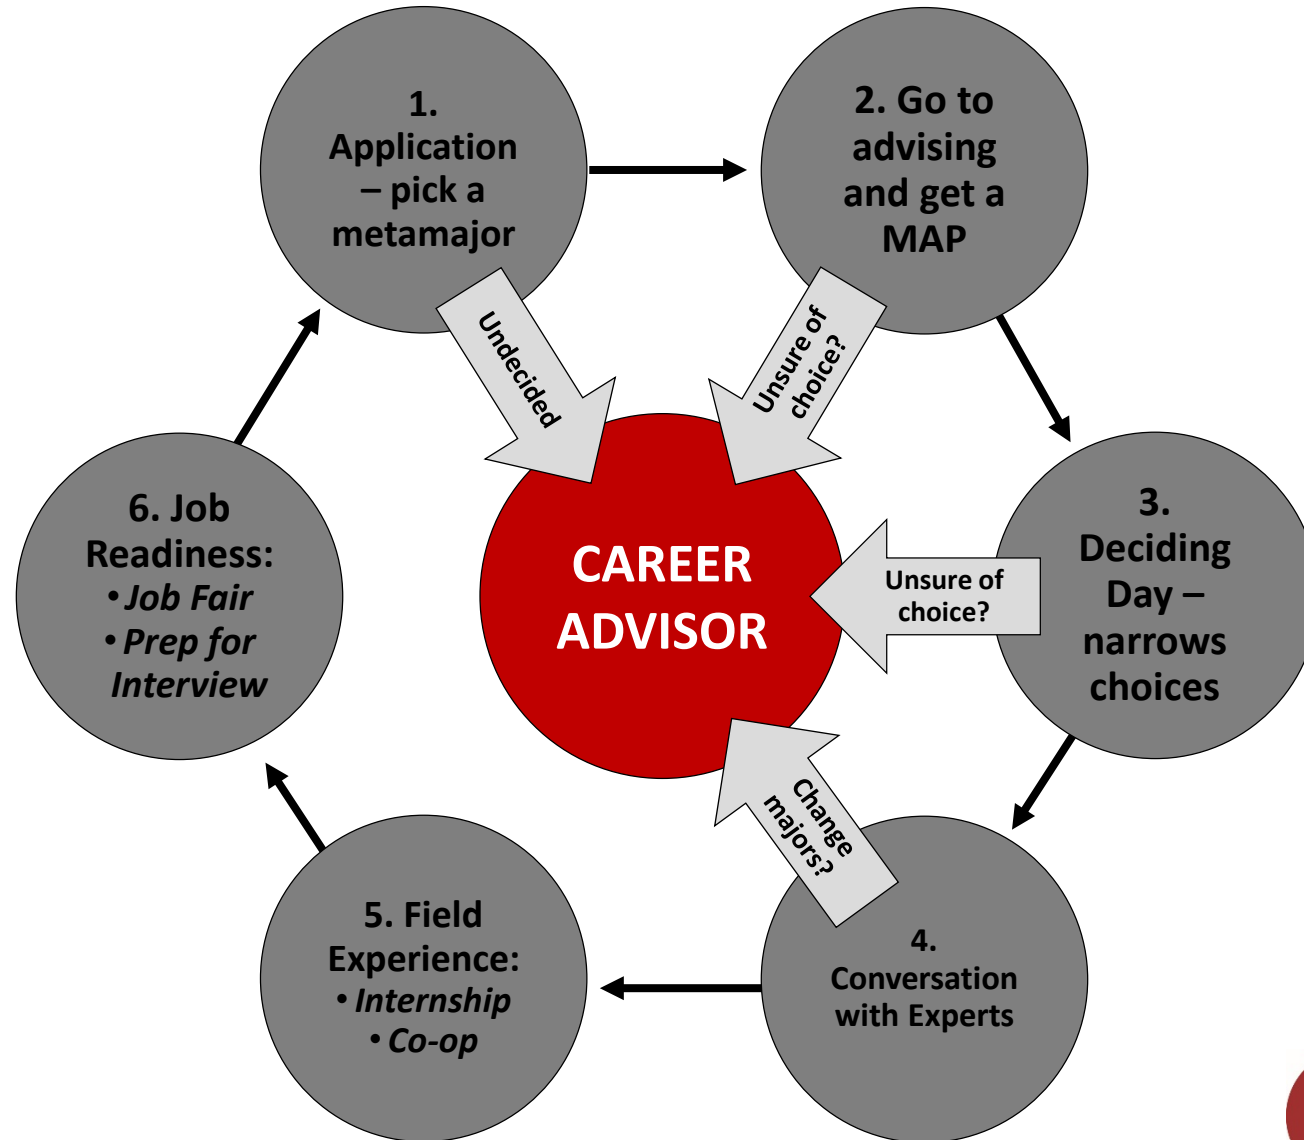 1.
Application
– pick a
metamajor
2. Go to
advising
and get a
MAP
Undecided
Unsure of
choice?
3.
Deciding
Day –
narrows
choices
Unsure of
choice?
CAREER
ADVISOR
6. Job
Readiness:
• Job Fair
• Prep for
Interview
Change
majors?
4.
Conversation
with Experts
5. Field
Experience:
• Internship
• Co-op